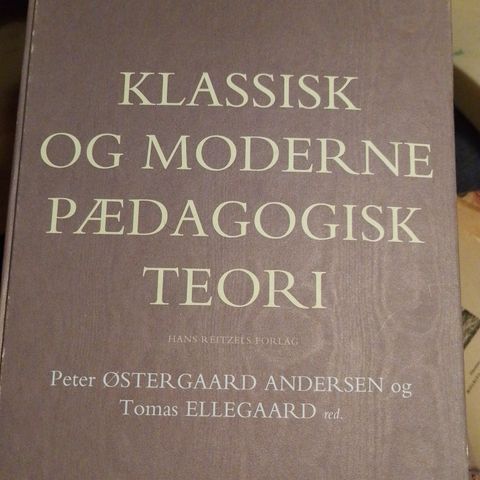 KLASSISK
OG MODERNE
PÆDAGOGISK
TEORI
HANS REITZELS FORLAG
Peter ØSTERGAARD ANDERSEN og
Tomas ELLEGAARD red.